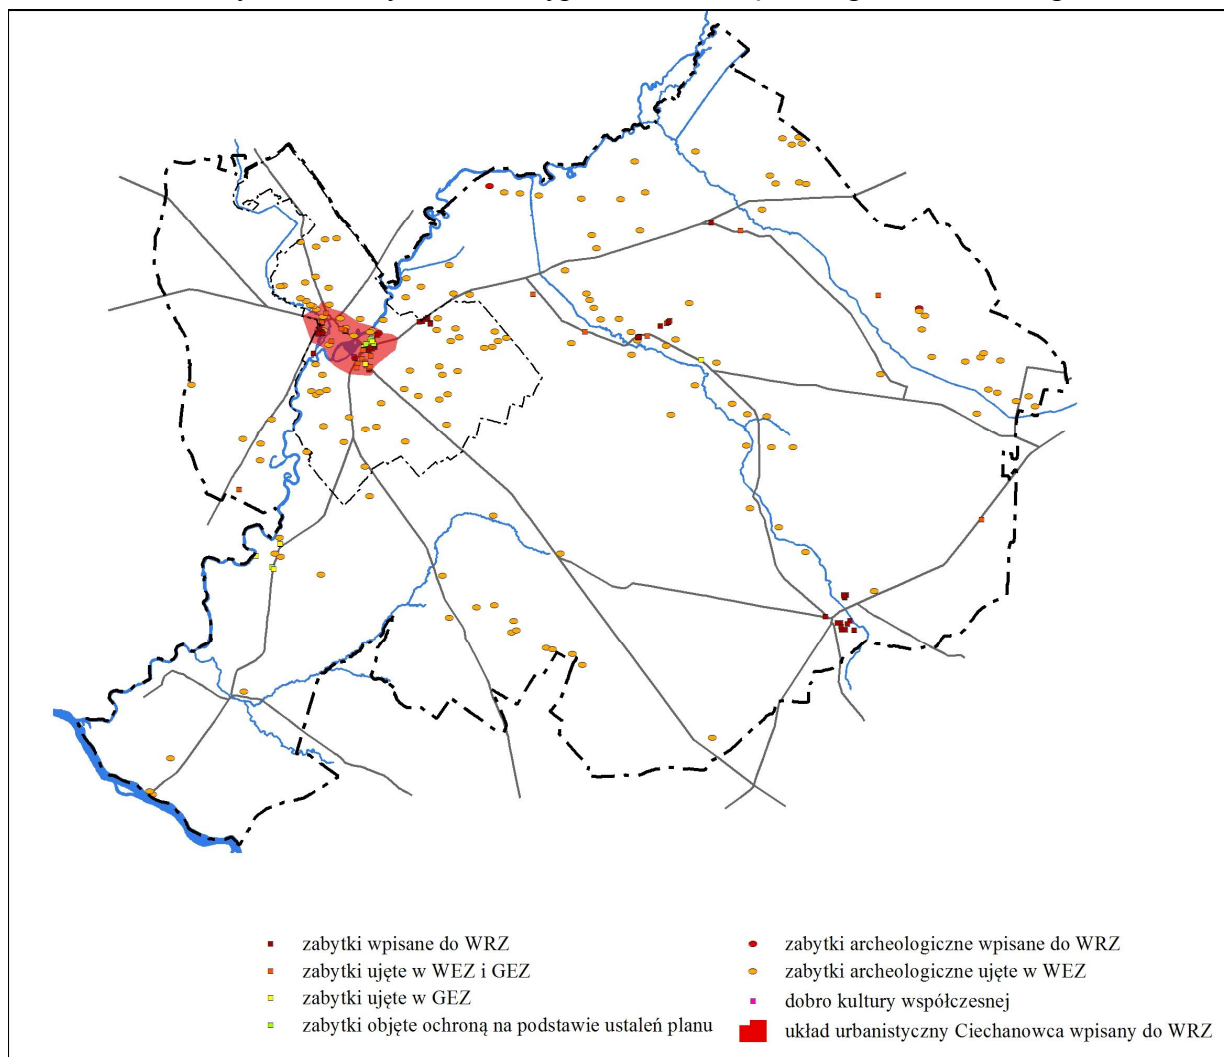 zabytki wpisane do WRZ
zabytki ujęte w WEZ i GEZ
zabytki ujęte w GEZ
zabytki objęte ochroną na podstawie ustaleń planu
zabytki archeologiczne wpisane do WRZ
zabytki archeologiczne ujęte w WEZ
dobro kultury współczesnej
układ urbanistyczny Ciechanowca wpisany do WRZ